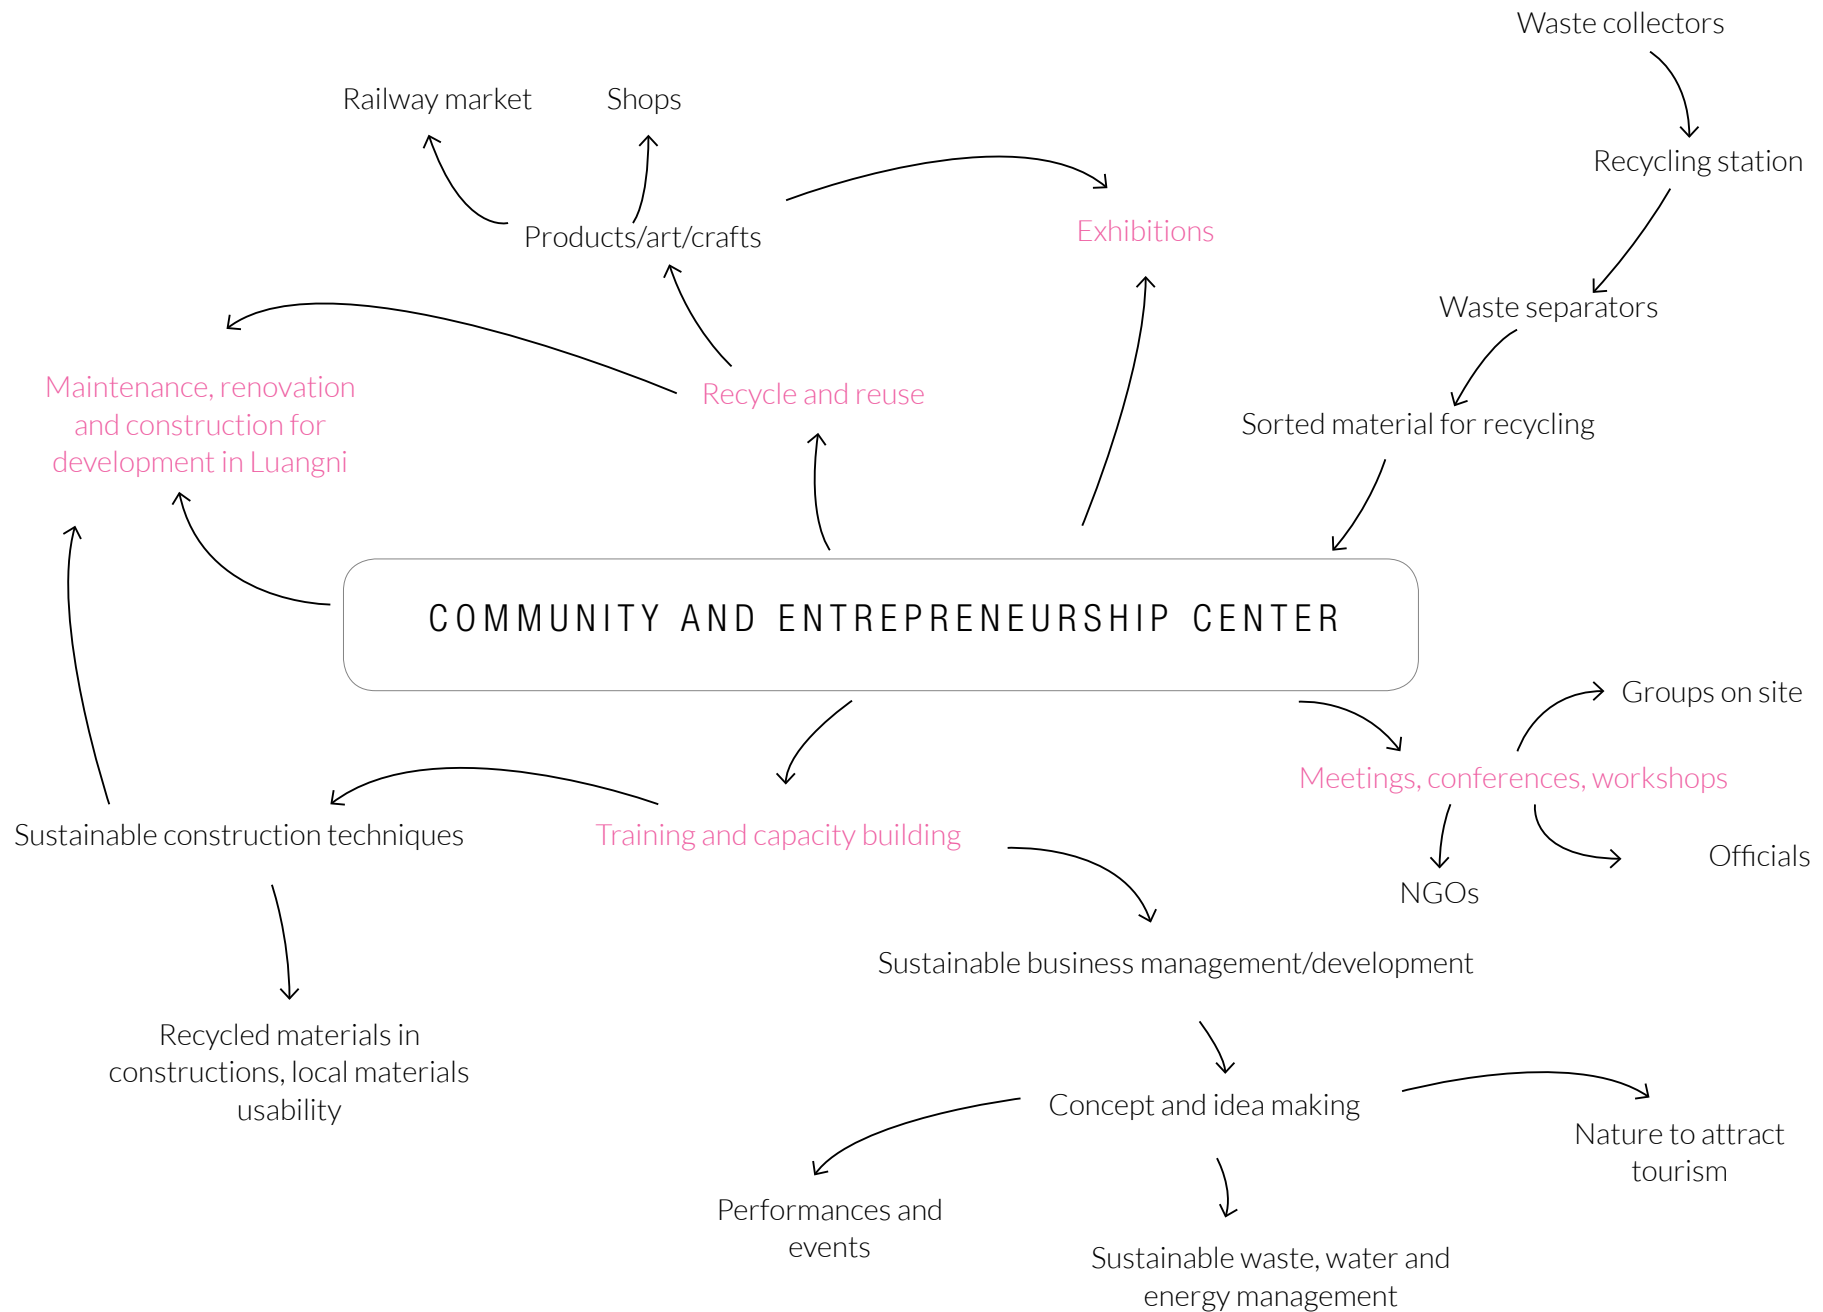 Waste collectors
Railway market
Shops
Recycling station
Exhibitions
Products/art/crafts
Waste separators
Maintenance, renovation
and construction for
development in Luangni
Recycle and reuse
Sorted material for recycling
COMMUNITY AND ENTREPRENEURSHIP CENTER
Groups on site
Meetings, conferences, workshops
Sustainable construction techniques
Training and capacity building
Officials
NGOs
Sustainable business management/development
Recycled materials in
constructions, local materials
usability
Concept and idea making
Nature to attract
tourism
Performances and
events
Sustainable waste, water and
energy management